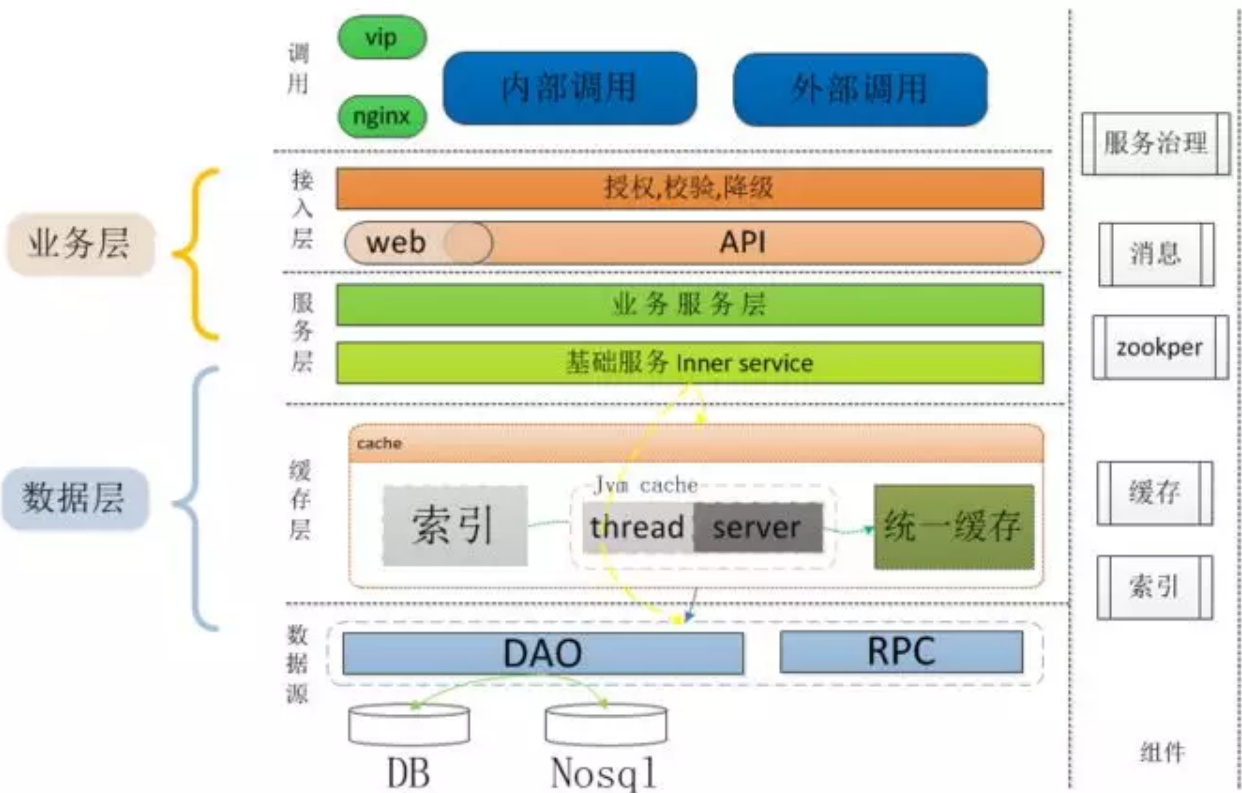 调用
vip
nginx
内部调用
外部调用
业务层
接入层
授权,校验,降级
web
API
服务层
业务服务层
基础服务 Inner service
数据层
缓存层
cache
索引
Jvm cache
thread
server
统一缓存
数据源
DAO
RPC
DB
Nosql
服务治理
消息
zookper
缓存
索引
组件